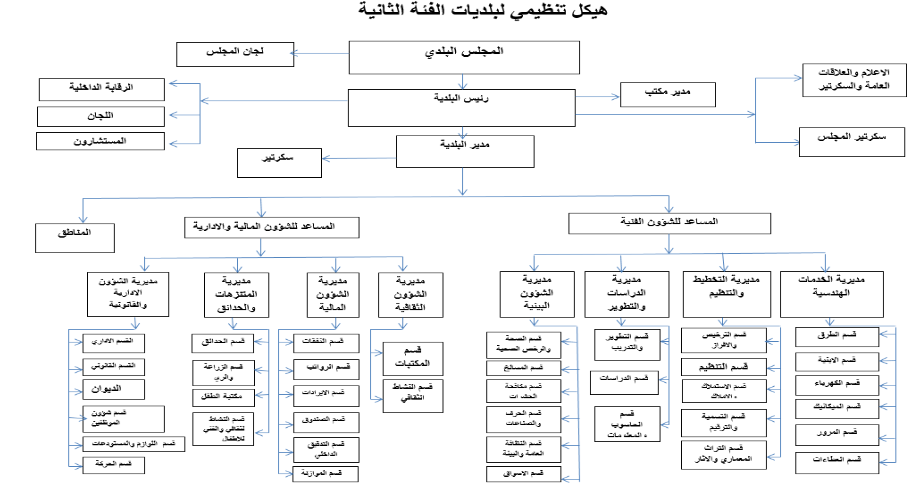 هيكل تنظيمي لبلديات الفئة الثانية
المجلس البلدي
لجان المجلس
الاعلام والعلاقات
العامة والسكرتير
الرقابة الداخلية
مدير مكتب
رئيس البلدية
اللجان
سكرتير المجلس
المستشارون
مدير البلدية
سكرتير
المساعد للشؤون الفنية
المساعد للشؤون المالية والادارية
المناطق
مديرية الخدمات
الهندسية
مديرية التخطيط
والتنظيم
مديرية
الدراسات
والتطوير
مديرية
الشؤون
البيئية
مديرية
الشؤون
الثقافية
مديرية
الشؤون
المالية
مديرية
المتنزهات
والحدائق
مديرية الشؤون
الادارية
والقانونية
قسم الطرق
قسم الابنية
قسم الكهرباء
قسم الميكانيك
قسم المرور
قسم العطاءات
قسم الترخيص
والافراز
قسم التنظيم
قسم الاستملاك
قسم التسمية
والترقيم
قسم التراث
المعماري والاثار
قسم التطوير
والتدريب
قسم الدراسات
قسم
الحاسوب
قسم الصحة
والرخص الصحية
قسم المسالخ
قسم مكافحة
قسم الحرف
والصناعات
قسم الثقافة
العامة والبيئة
قسم الاسواق
قسم
المكتبات
قسم النشاط
الثقافي
قسم النفقات
قسم الرواتب
قسم الايرادات
قسم الصندوق
قسم التدقيق
الداخلي
قسم الموازنة
قسم الحدائق
قسم الزراعة
والري
مكتبة الطفل
قسم النشاط
الثقافي والفني
للاطفال
القسم الاداري
القسم القانوني
الديوان
قسم شؤون
الموظفين
قسم اللوازم والمستودعات
قسم الحركة